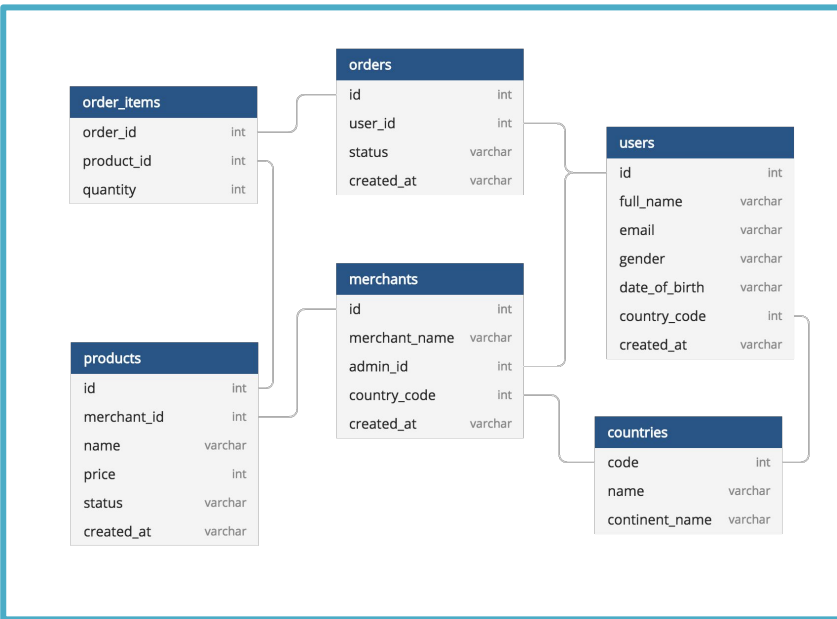 order_items
order_id int
product_id int
quantity int
orders
id int
user_id int
status varchar
created_at varchar
users
id int
full_name varchar
email varchar
gender varchar
date_of_birth varchar
country_code int
created_at varchar
merchants
id int
merchant_name varchar
admin_id int
country_code int
created_at varchar
products
id int
merchant_id int
name varchar
price int
status varchar
created_at varchar
countries
code int
name varchar
continent_name varchar